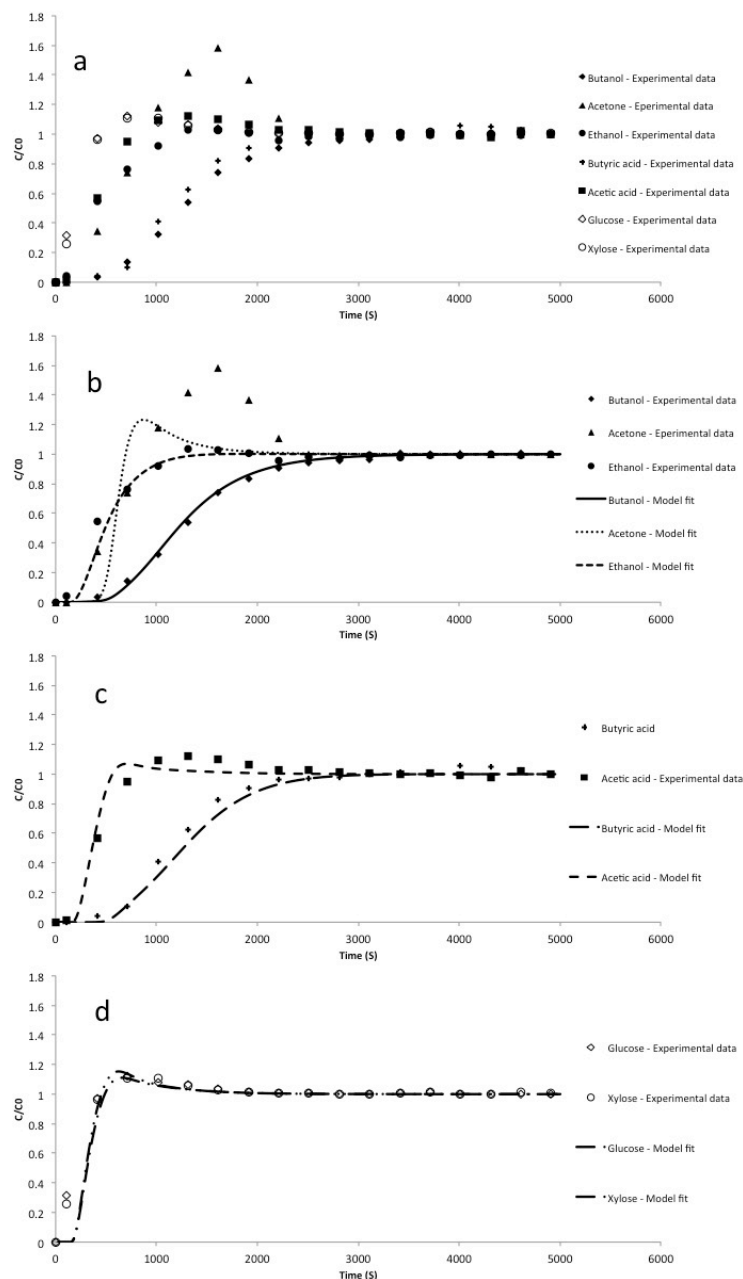 1.8
1.6
1.4
1.2
1
0.8
0.6
0.4
0.2
0
C/C0
a
0 1000 2000 3000 4000 5000 6000
Time (S)
Butanol - Experimental data
Acetone - Eperimental data
Ethanol - Experimental data
Butyric acid - Experimental data
Acetic acid - Experimental data
Glucose - Experimental data
Xylose - Experimental data
1.8
1.6
1.4
1.2
1
0.8
0.6
0.4
0.2
0
C/C0
b
0 1000 2000 3000 4000 5000 6000
Time (S)
Butanol - Experimental data
Acetone - Experimental data
Ethanol - Experimental data
Butanol - Model fit
Acetone - Model fit
Ethanol - Model fit
1.8
1.6
1.4
1.2
1
0.8
0.6
0.4
0.2
0
C/C0
c
0 1000 2000 3000 4000 5000 6000
Time (S)
Butyric acid
Acetic acid - Experimental data
Butyric acid - Model fit
Acetic acid - Model fit
1.8
1.6
1.4
1.2
1
0.8
0.6
0.4
0.2
0
C/C0
d
0 1000 2000 3000 4000 5000 6000
Time (S)
Glucose - Experimental data
Xylose - Experimental data
Glucose - Model fit
Xylose - Model fit